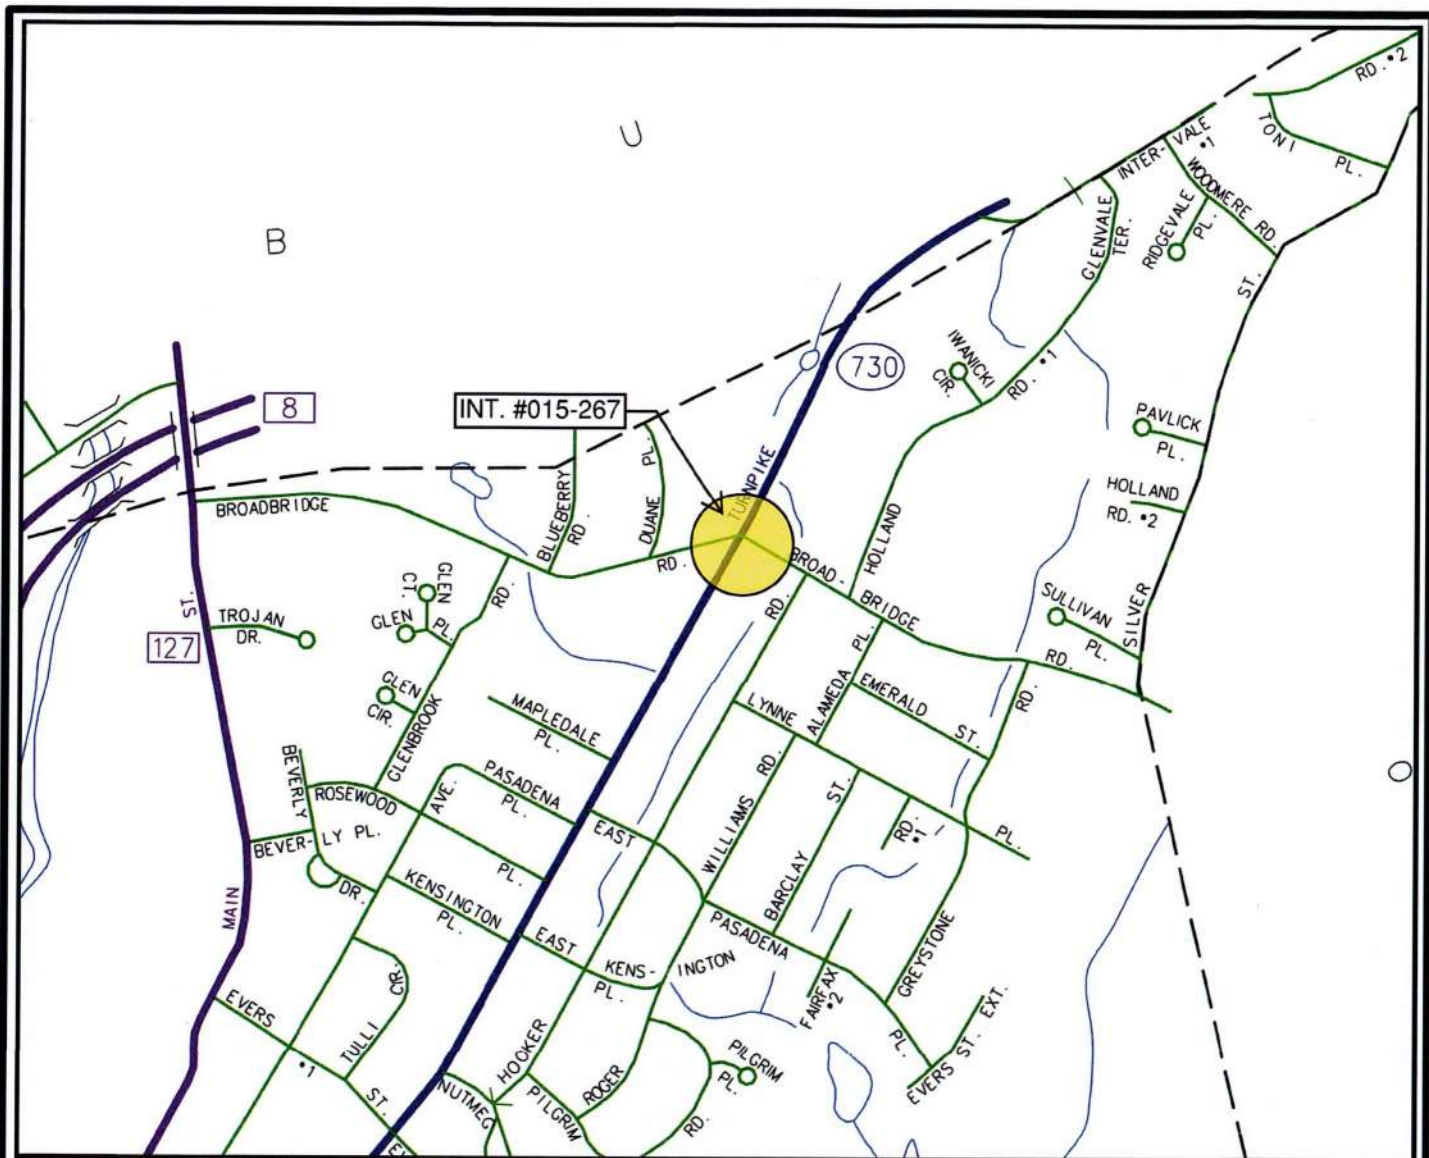 RD. •2
TONI
PL.
U
INTER- VALE
•1
WOODMERE RD.
RIDGEVALE
PL.
GLENVALE
TER.
B
ST.
730
IWANICKI
CIR.
RD. •1
8
INT. #015-267
PAVLICK
PL.
TURNPIKE
BLUEBERRY
RD.
DUANE
PL.
HOLLAND
RD. •2
BROADBRIDGE
RD.
BROAD-
BRIDGE
RD.
HOLLAND
SILVER
SULLIVAN
PL.
ST.
127
TROJAN
DR.
GLEN
CT.
GLEN
PL.
RD.
RD.
PL.
GLEN
CIR.
GLENBROOK
MAPLEDALE
PL.
LYNNE
ALAMEDA
EMERALD
ST.
RD.
O
BEVERLY
ROSEWOOD
AVE.
PASADENA
PL.
EAST
WILLIAMS
RD.
ST.
BARCLAY
RD.
•1
PL.
BEVER- LY PL.
DR.
PL.
KENSINGTON
PL.
EAST
KENS- INGTON
PL.
PASADENA
GREYSTONE
MAIN
FAIRFAX
•2
PL.
EVERS ST. EXT.
EVERS
•1
ST.
TULLI
CIR.
HOOKER
NUTMEG
PILGRIM
ROGER
RD.
PILGRIM
PL.